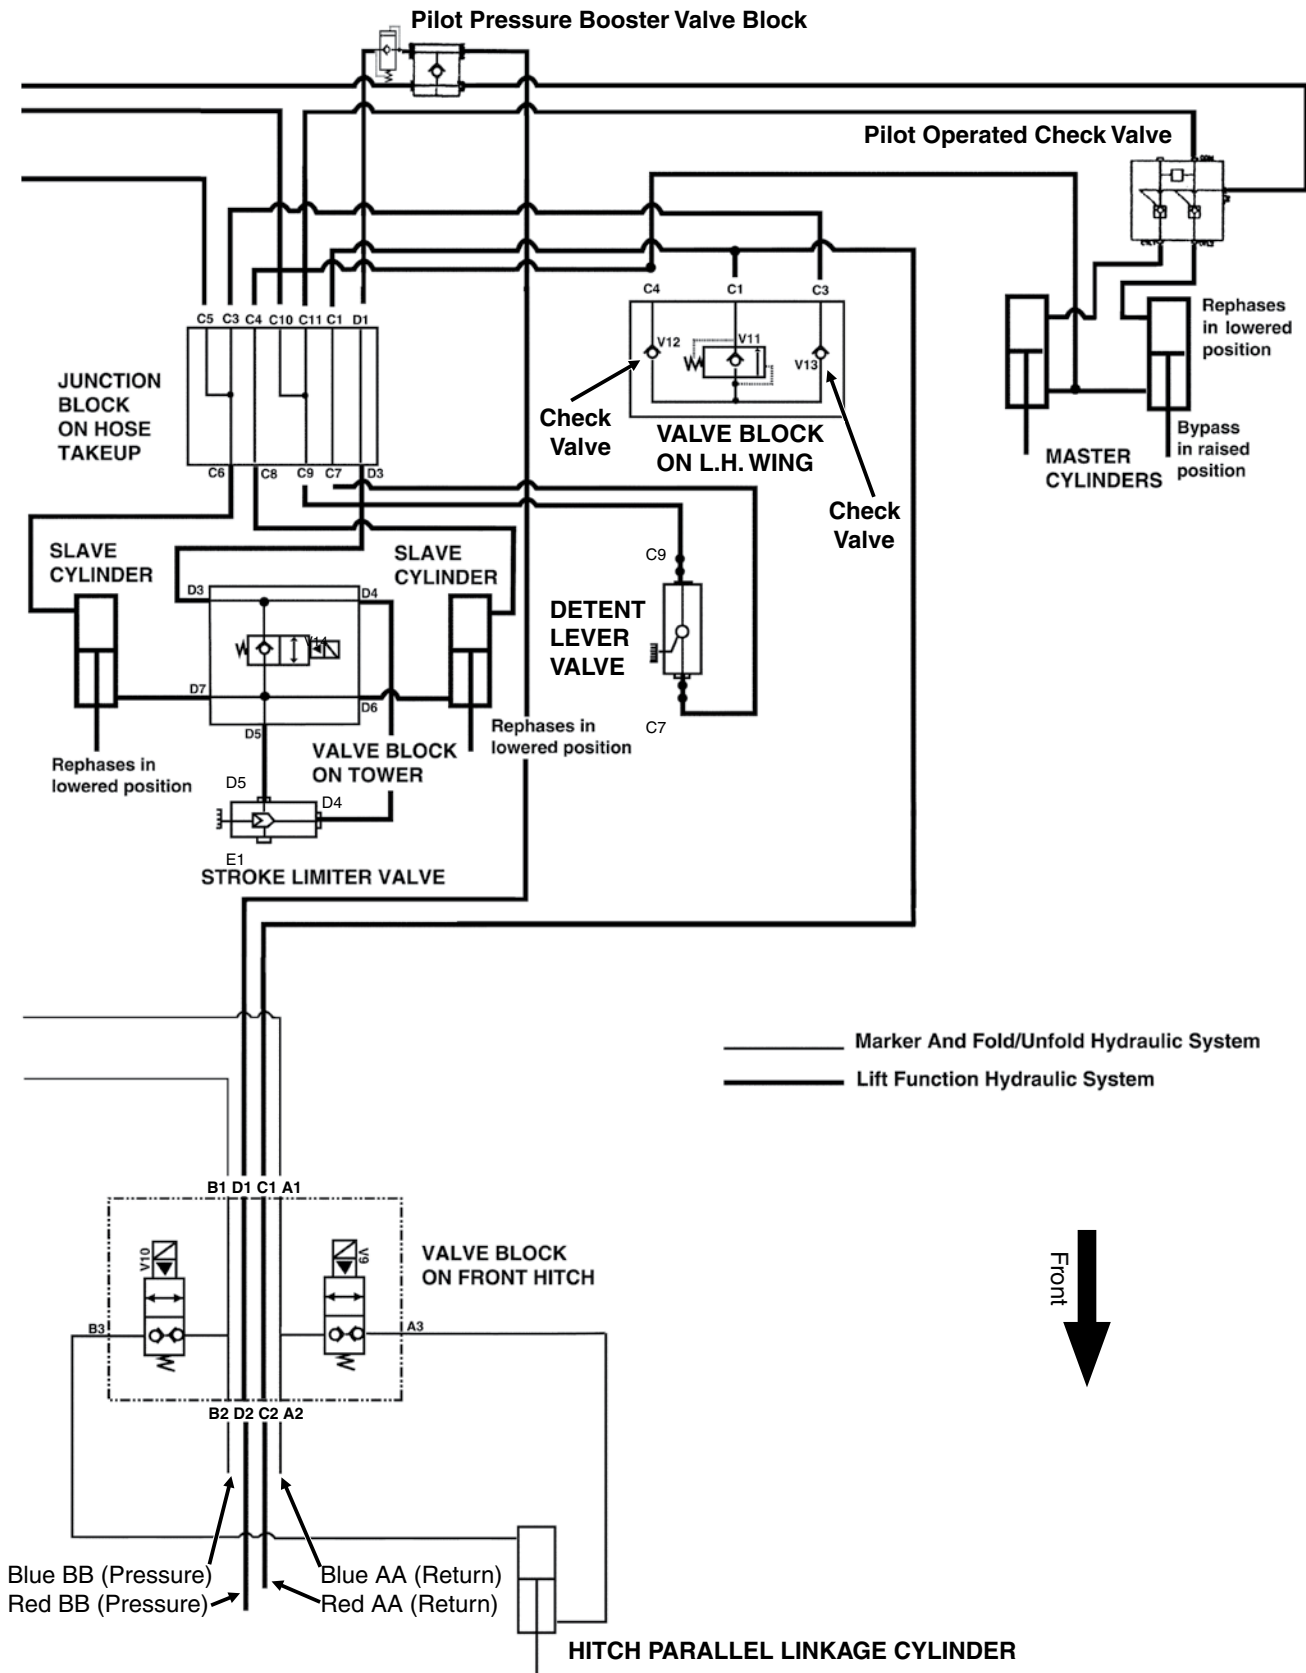 Pilot Pressure Booster Valve Block
Pilot Operated Check Valve
C5 C3 C4 C10 C11 C1 D1
JUNCTION
BLOCK
ON HOSE
TAKEUP
C6 C8 C9 C7 D3
C4 C1 C3
V12
V11
V13
Check
Valve
VALVE BLOCK
ON L.H. WING
Check
Valve
Rephases
in lowered
position
Bypass
in raised
position
MASTER
CYLINDERS
SLAVE
CYLINDER
SLAVE
CYLINDER
D3
D4
V14
D7
D6
D5
Rephases in
lowered position
Rephases in
lowered position
VALVE BLOCK
ON TOWER
D5
D4
E1
STROKE LIMITER VALVE
C9
DETENT
LEVER
VALVE
C7
Marker And Fold/Unfold Hydraulic System
Lift Function Hydraulic System
B1 D1 C1 A1
V10
V9
VALVE BLOCK
ON FRONT HITCH
B3
A3
B2 D2 C2 A2
Front
Blue BB (Pressure)
Red BB (Pressure)
Blue AA (Return)
Red AA (Return)
HITCH PARALLEL LINKAGE CYLINDER